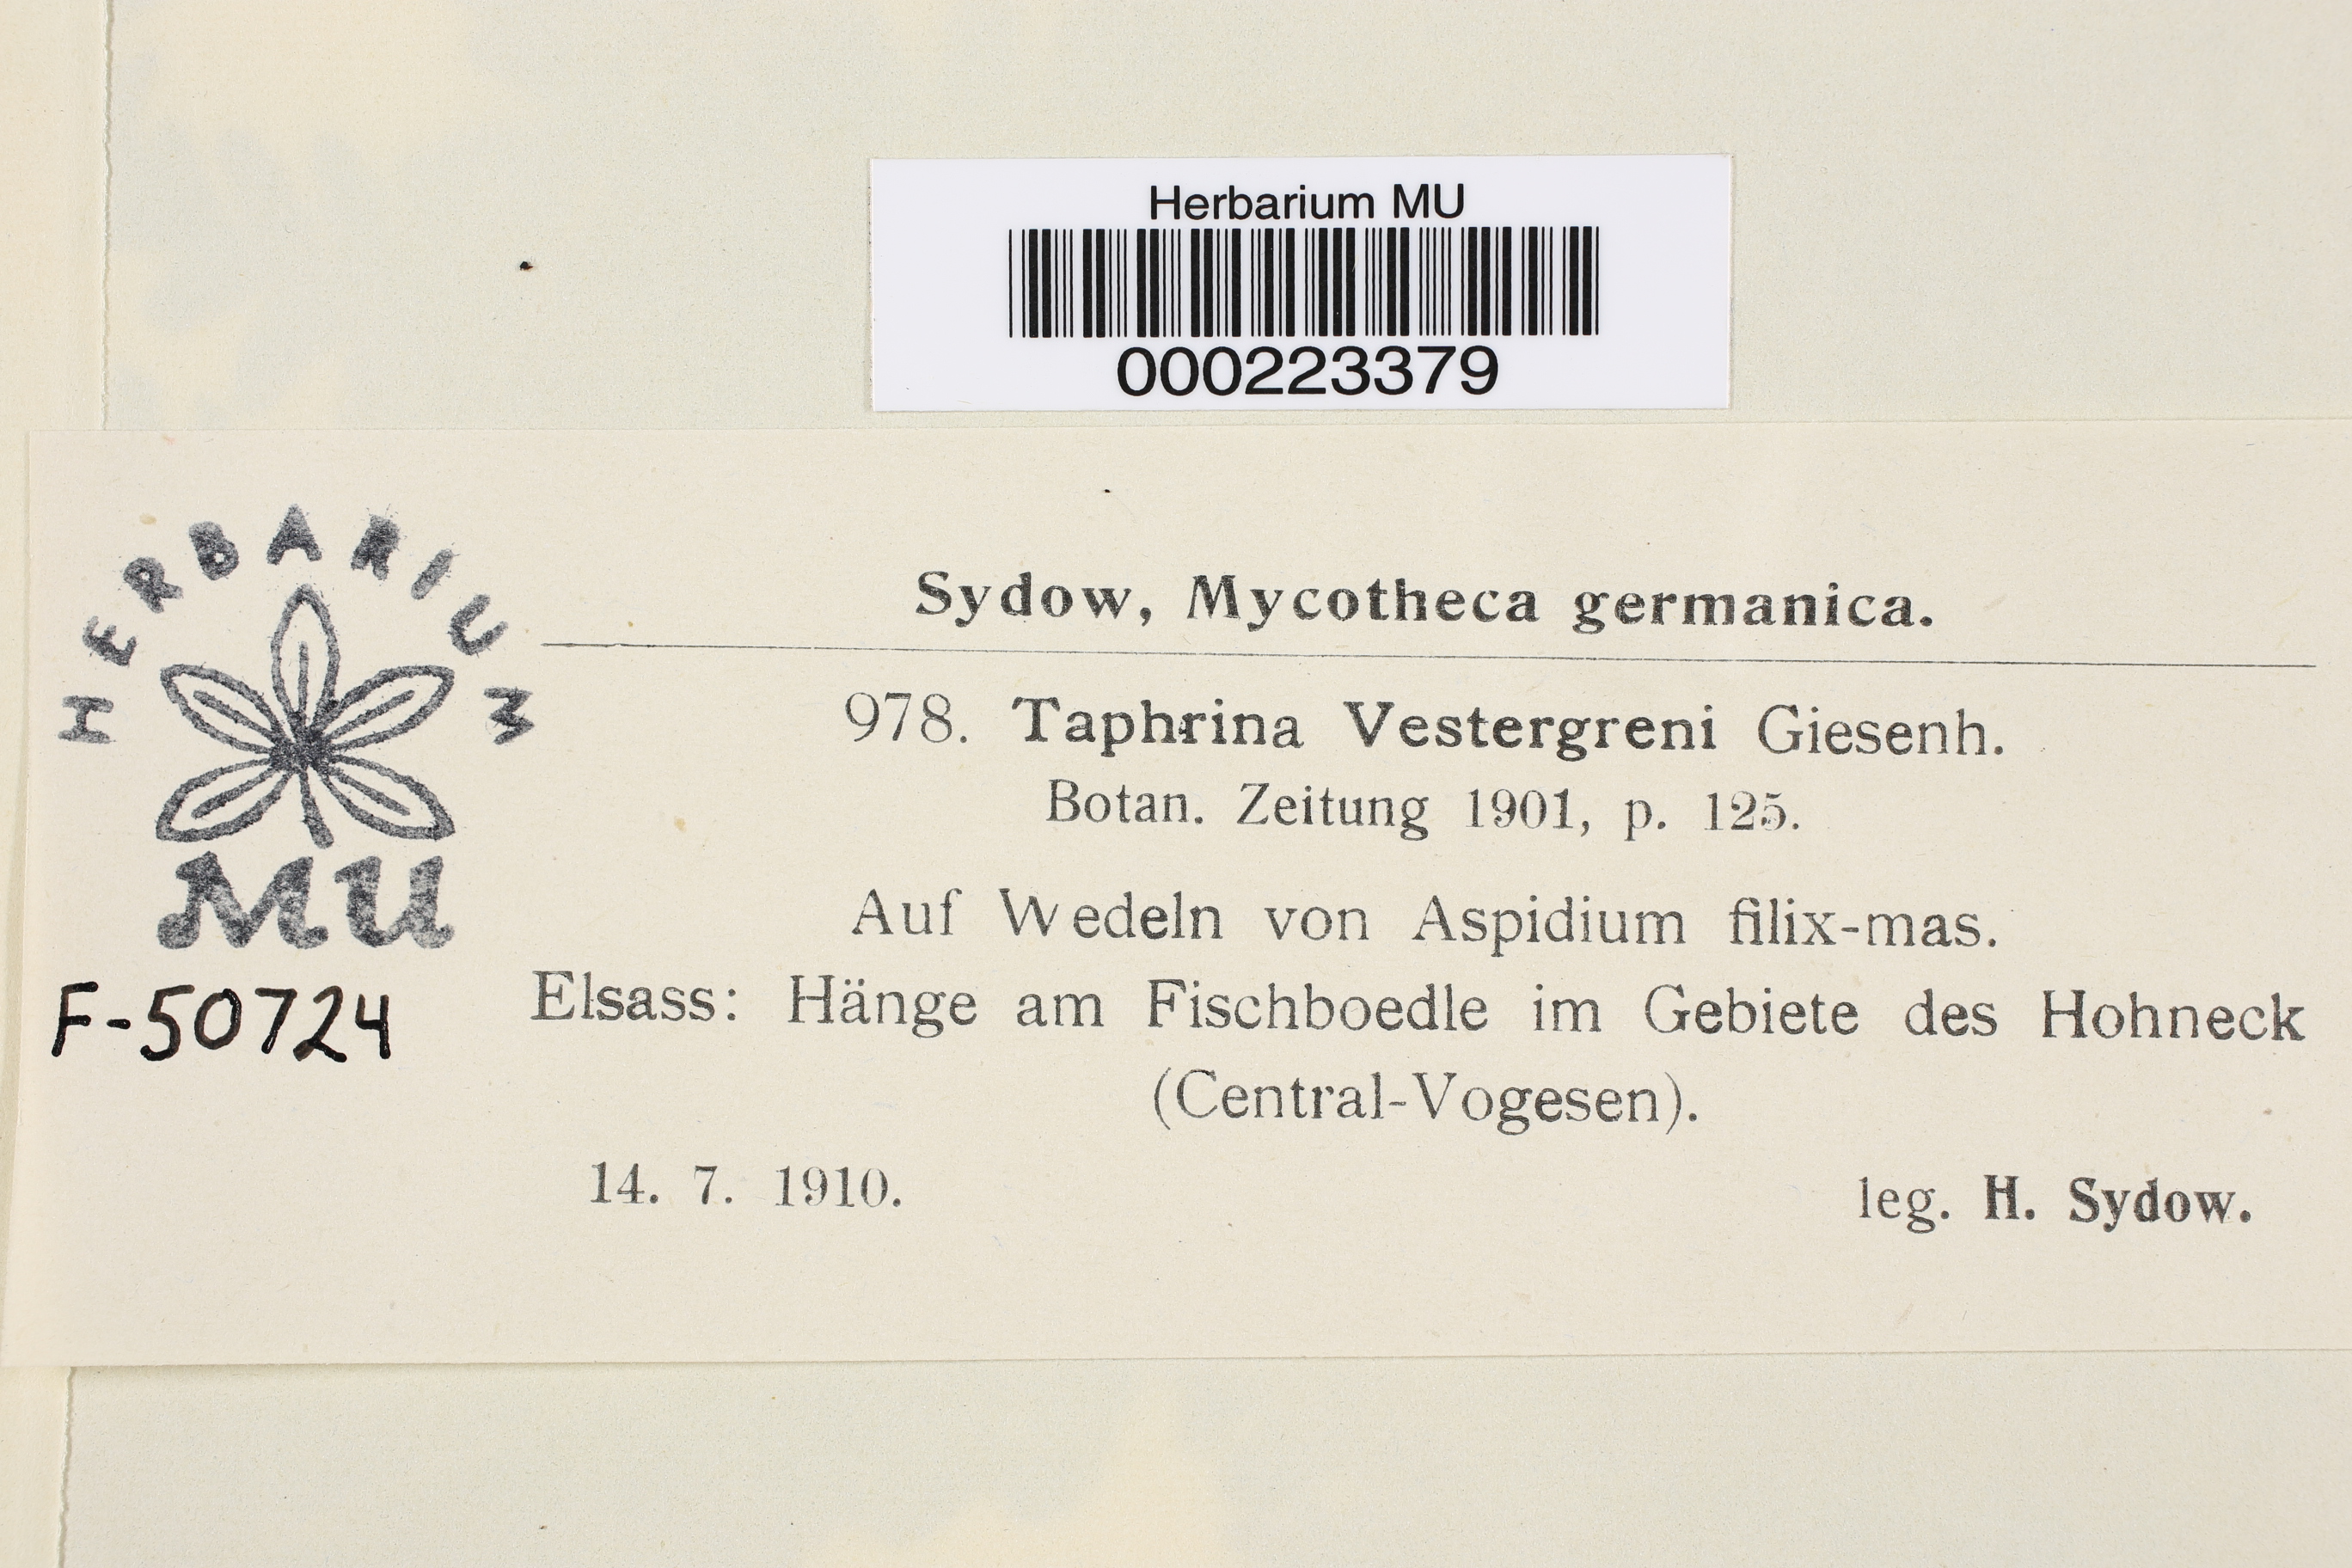 Herbarium MU
000223379
HERBARIUM
MU
F-50724
Sydow, Mycotheca germanica.
978. Taphrina Vestergreni Giesenh.
Botan. Zeitung 1901, p. 125.
Auf Wedeln von Aspidium filix-mas.
Elsass: Hänge am Fischboedle im Gebiete des Hohneck
(Central-Vogesen).
14. 7. 1910.
leg. H. Sydow.